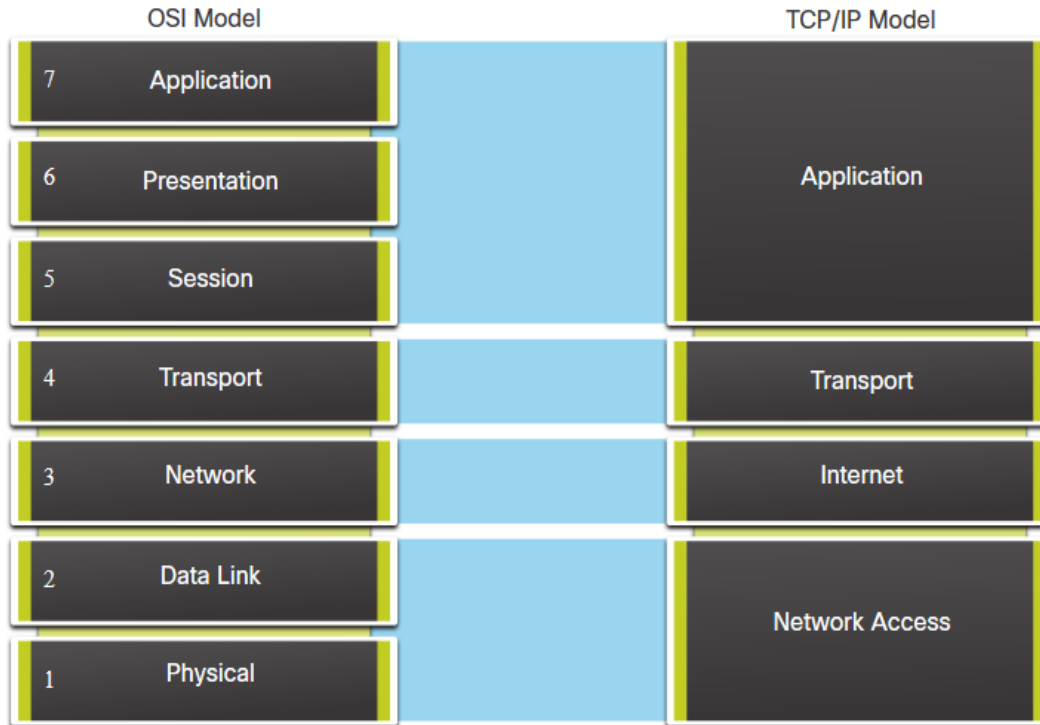 OSI Model
TCP/IP Model
7 Application
6 Presentation
5 Session
4 Transport
3 Network
2 Data Link
1 Physical
Application
Transport
Internet
Network Access